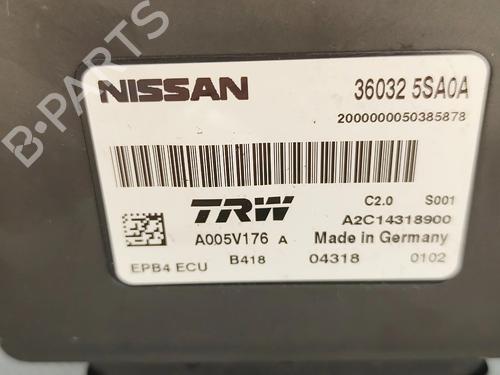 B-PARTS
NISSAN 36032 5SA0A
2000000050385878
C2.0 S001
TRW A2C14318900
A005V176 A Made in Germany
EPB4 ECU B418 04318 0102